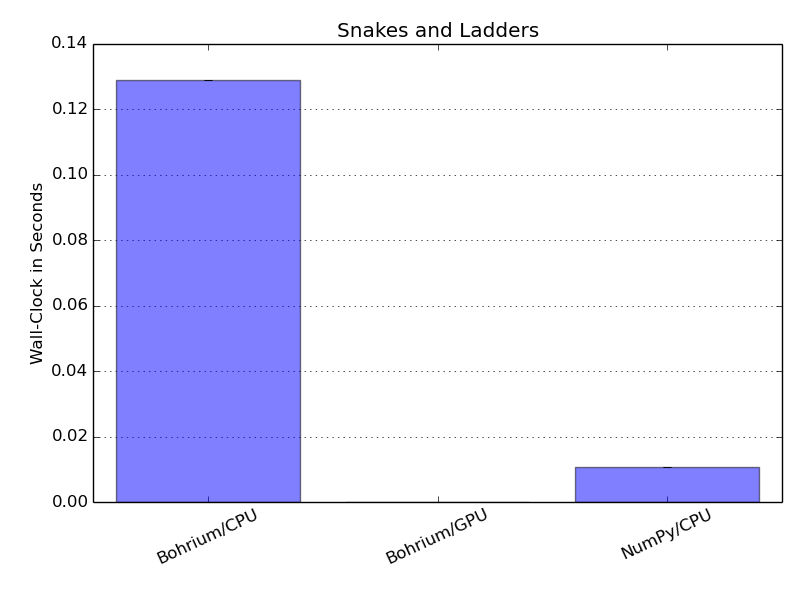 Snakes and Ladders
Wall-Clock in Seconds
0.14
0.12
0.10
0.08
0.06
0.04
0.02
0.00
Bohrium/CPU
Bohrium/GPU
NumPy/CPU